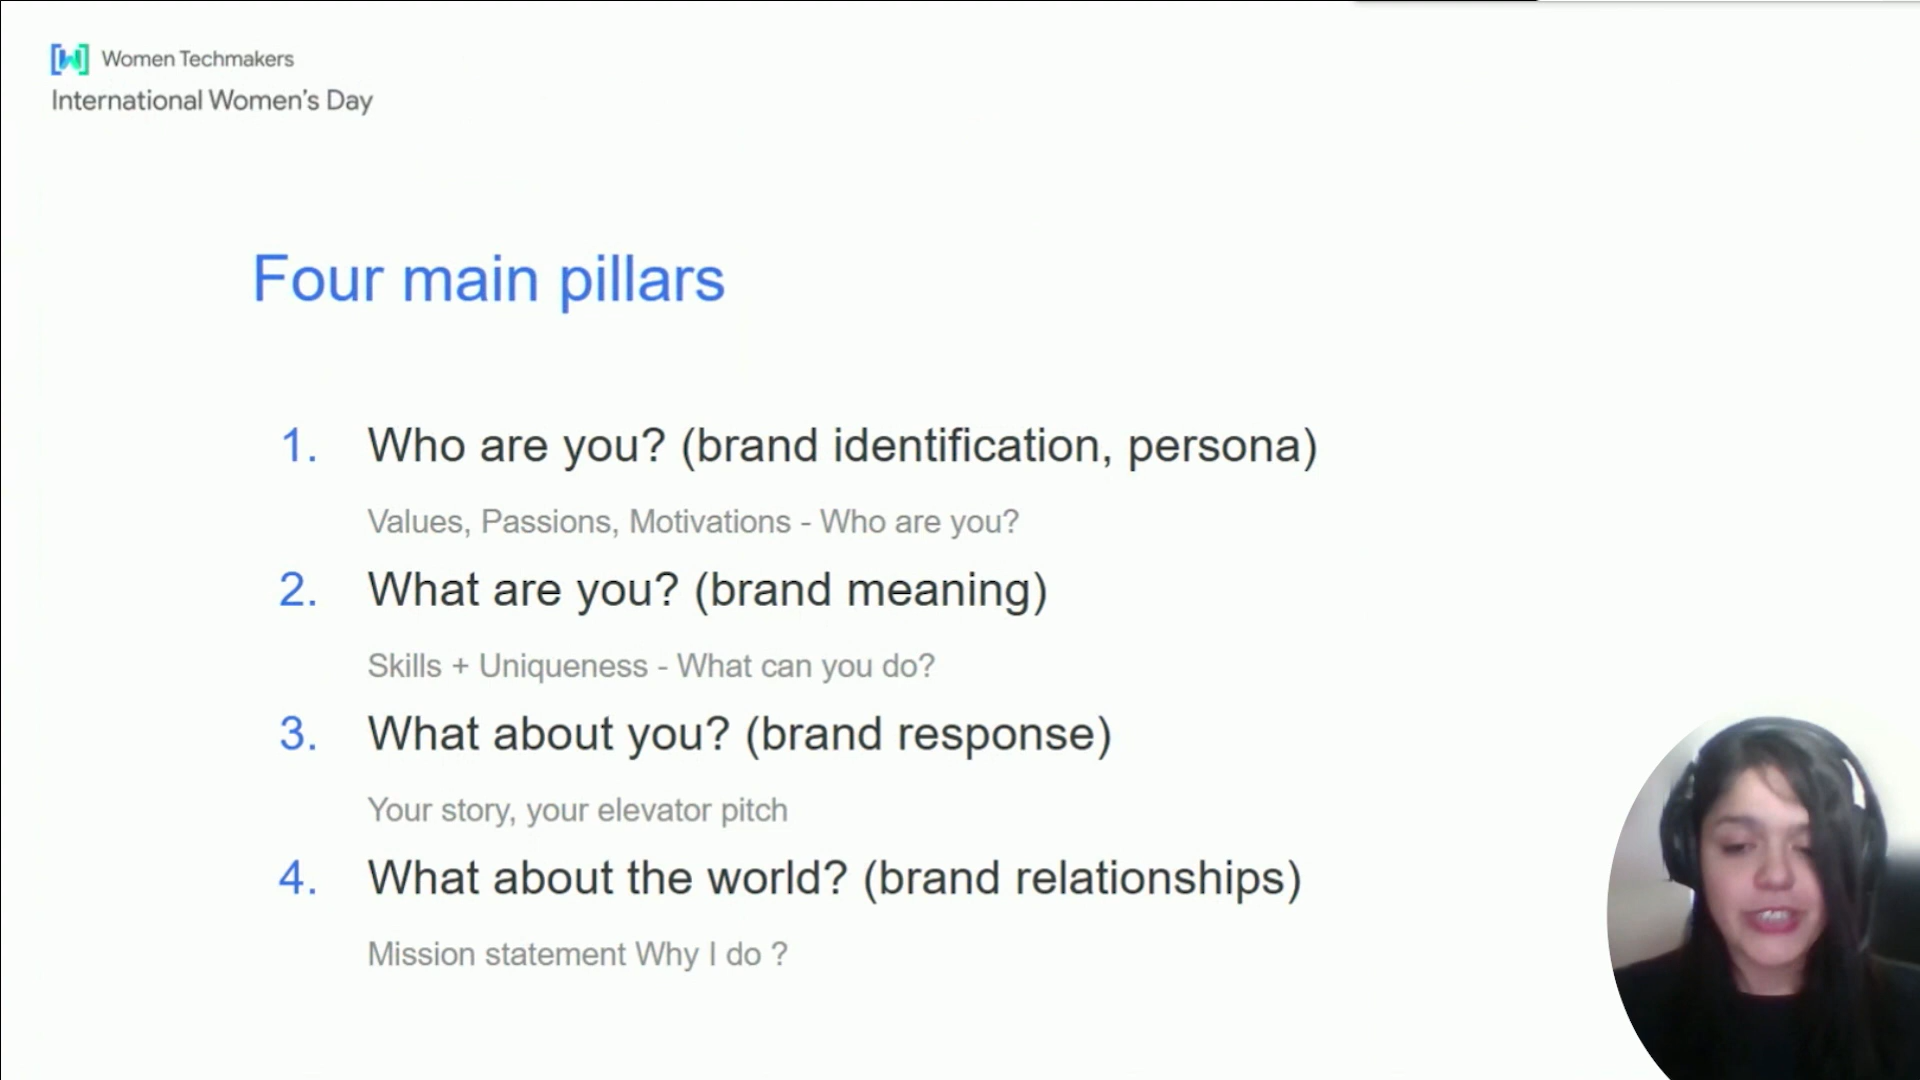 Women Techmakers
International Women's Day
Four main pillars
1. Who are you? (brand identification, persona)
Values, Passions, Motivations - Who are you?
2. What are you? (brand meaning)
Skills + Uniqueness - What can you do?
3. What about you? (brand response)
Your story, your elevator pitch
4. What about the world? (brand relationships)
Mission statement Why I do ?